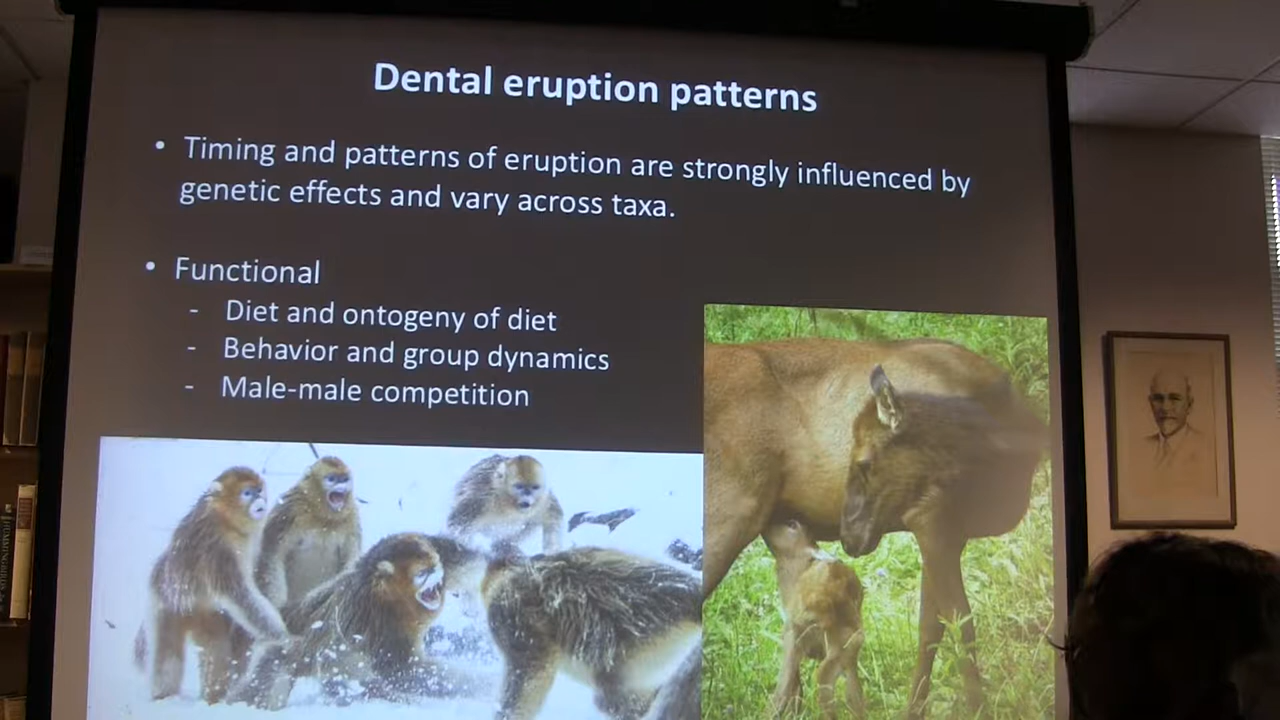 Dental eruption patterns
• Timing and patterns of eruption are strongly influenced by
genetic effects and vary across taxa.
• Functional
- Diet and ontogeny of diet
- Behavior and group dynamics
- Male-male competition
HUMMINGBIRDS